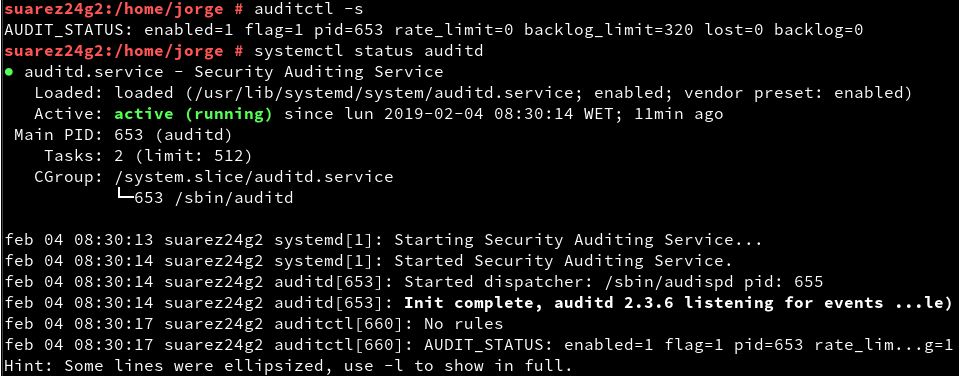 suarez24g2:/home/jorge # auditctl -s
AUDIT_STATUS: enabled=1 flag=1 pid=653 rate_limit=0 backlog_limit=320 lost=0 backlog=0
suarez24g2:/home/jorge # systemctl status auditd
● auditd.service - Security Auditing Service
   Loaded: loaded (/usr/lib/systemd/system/auditd.service; enabled; vendor preset: enabled)
   Active: active (running) since lun 2019-02-04 08:30:14 WET; 11min ago
 Main PID: 653 (auditd)
    Tasks: 2 (limit: 512)
   CGroup: /system.slice/auditd.service
           └─653 /sbin/auditd

feb 04 08:30:13 suarez24g2 systemd[1]: Starting Security Auditing Service...
feb 04 08:30:14 suarez24g2 systemd[1]: Started Security Auditing Service.
feb 04 08:30:14 suarez24g2 auditd[653]: Started dispatcher: /sbin/audispd pid: 655
feb 04 08:30:14 suarez24g2 auditd[653]: Init complete, auditd 2.3.6 listening for events ...le)
feb 04 08:30:17 suarez24g2 auditctl[660]: No rules
feb 04 08:30:17 suarez24g2 auditctl[660]: AUDIT_STATUS: enabled=1 flag=1 pid=653 rate_lim...g=1
Hint: Some lines were ellipsized, use -l to show in full.